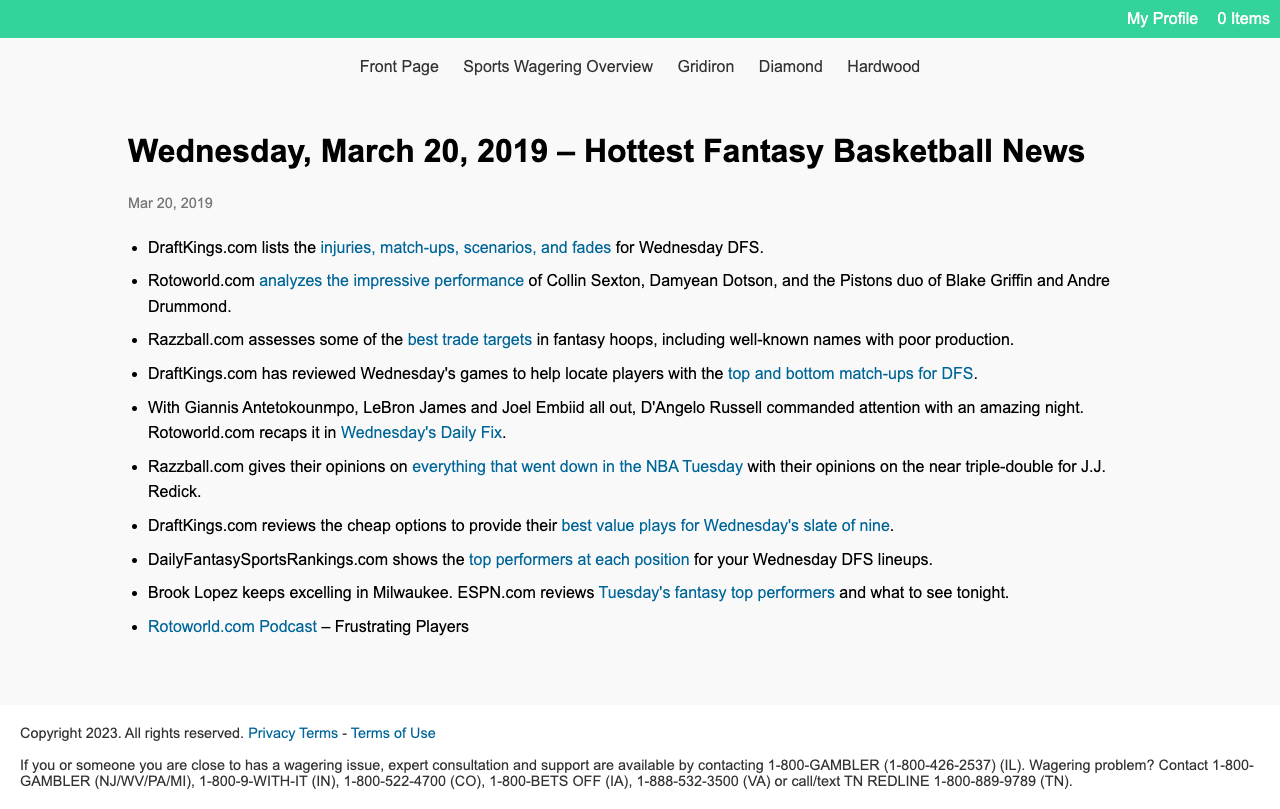 My Profile 0 Items
Front Page Sports Wagering Overview Gridiron Diamond Hardwood
Wednesday, March 20, 2019 – Hottest Fantasy Basketball News
Mar 20, 2019
• DraftKings.com lists the injuries, match-ups, scenarios, and fades for Wednesday DFS.
• Rotoworld.com analyzes the impressive performance of Collin Sexton, Damyean Dotson, and the Pistons duo of Blake Griffin and Andre
Drummond.
• Razzball.com assesses some of the best trade targets in fantasy hoops, including well-known names with poor production.
• DraftKings.com has reviewed Wednesday's games to help locate players with the top and bottom match-ups for DFS.
• With Giannis Antetokounmpo, LeBron James and Joel Embiid all out, D'Angelo Russell commanded attention with an amazing night.
Rotoworld.com recaps it in Wednesday's Daily Fix.
• Razzball.com gives their opinions on everything that went down in the NBA Tuesday with their opinions on the near triple-double for J.J.
Redick.
• DraftKings.com reviews the cheap options to provide their best value plays for Wednesday's slate of nine.
• DailyFantasySportsRankings.com shows the top performers at each position for your Wednesday DFS lineups.
• Brook Lopez keeps excelling in Milwaukee. ESPN.com reviews Tuesday's fantasy top performers and what to see tonight.
• Rotoworld.com Podcast – Frustrating Players
Copyright 2023. All rights reserved. Privacy Terms - Terms of Use
If you or someone you are close to has a wagering issue, expert consultation and support are available by contacting 1-800-GAMBLER (1-800-426-2537) (IL). Wagering problem? Contact 1-800-
GAMBLER (NJ/WV/PA/MI), 1-800-9-WITH-IT (IN), 1-800-522-4700 (CO), 1-800-BETS OFF (IA), 1-888-532-3500 (VA) or call/text TN REDLINE 1-800-889-9789 (TN).